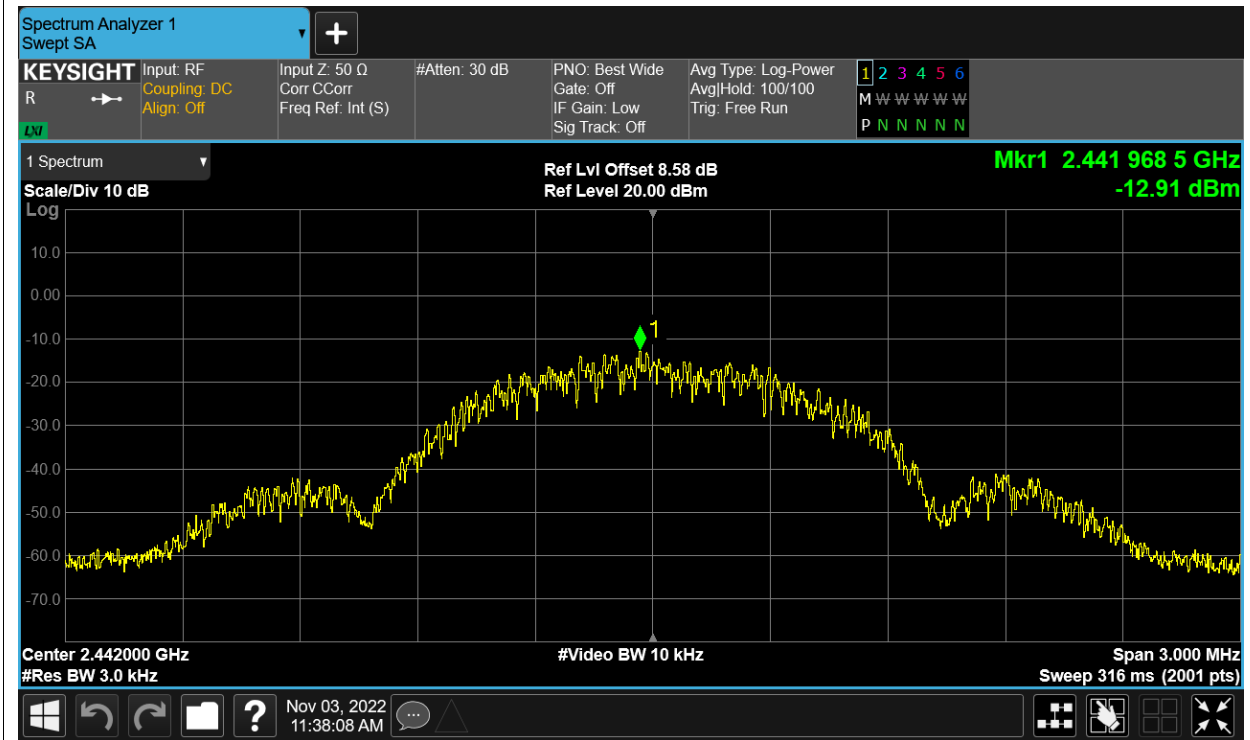 Spectrum Analyzer 1
Swept SA
KEYSIGHT
R
LXI
Input: RF
Coupling: DC
Align: Off
Input Z: 50 Ω
Corr CCorr
Freq Ref: Int (S)
#Atten: 30 dB
PNO: Best Wide
Gate: Off
IF Gain: Low
Sig Track: Off
Avg Type: Log-Power
Avg|Hold: 100/100
Trig: Free Run
1 2 3 4 5 6
M W W W W W
P N N N N N
1 Spectrum
Scale/Div 10 dB
Log
Ref Lvl Offset 8.58 dB
Ref Level 20.00 dBm
Mkr1 2.441 968 5 GHz
-12.91 dBm
10.0
0.00
-10.0
-20.0
-30.0
-40.0
-50.0
-60.0
-70.0
1
Center 2.442000 GHz
#Res BW 3.0 kHz
#Video BW 10 kHz
Span 3.000 MHz
Sweep 316 ms (2001 pts)
?
Nov 03, 2022
11:38:08 AM